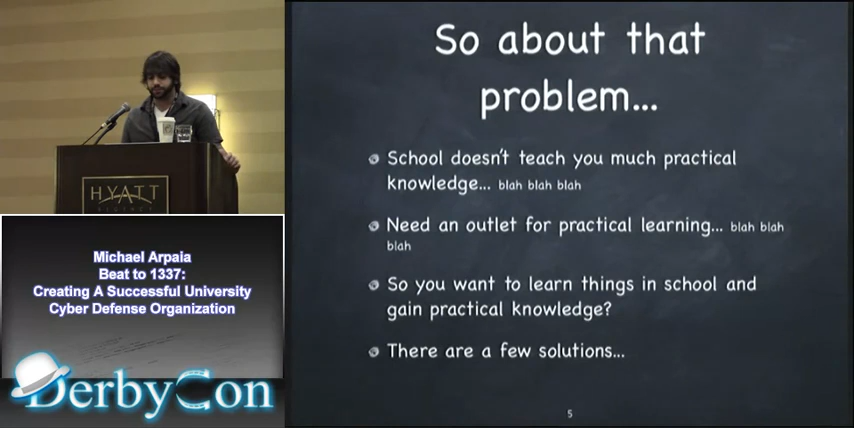 So about that
problem...
School doesn't teach you much practical
knowledge... blah blah blah
Need an outlet for practical learning... blah blah
blah
So you want to learn things in school and
gain practical knowledge?
There are a few solutions...
5
HYATT
Michael Arpaia
Beat to 1337:
Creating A Successful University
Cyber Defense Organization
DerbyCon